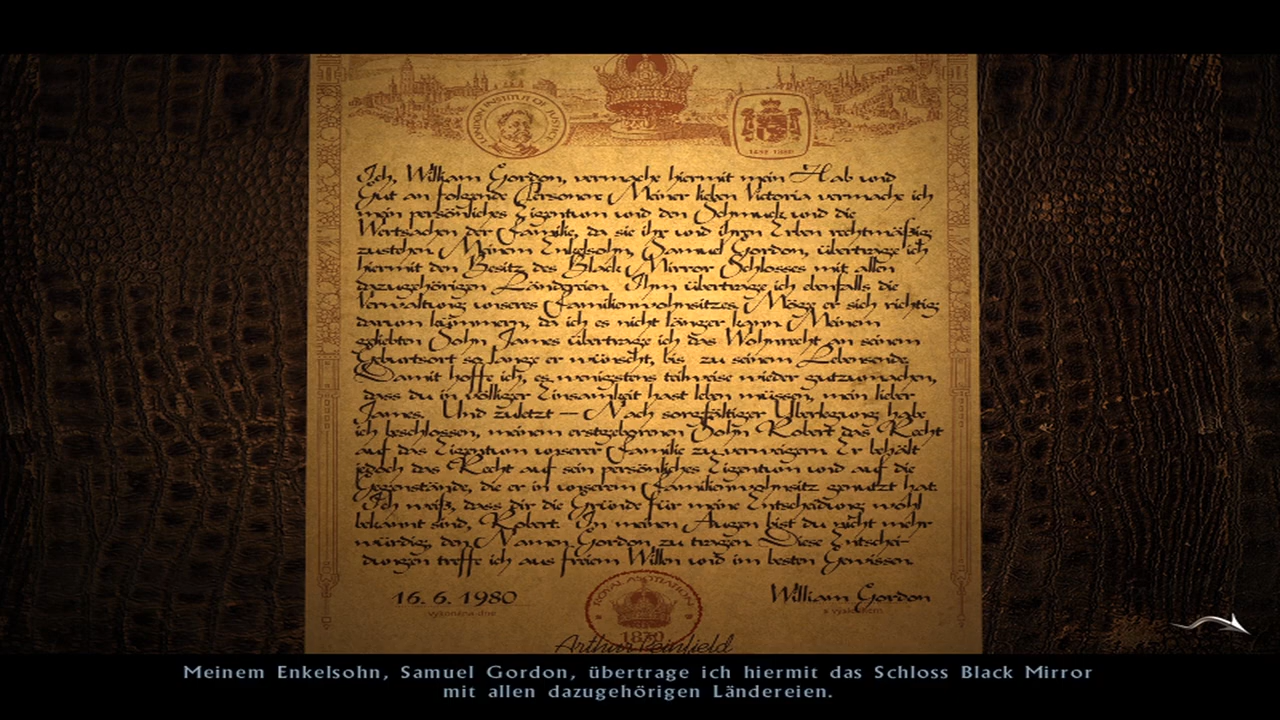 LONDON INSTITUT OF JUSTICE
Ich, William Gordon, vermache hiermit mein Hab und
Gut an folgende Personen: Meiner lieben Victoria vermache ich
mein persönliches Eigentum und den Schmuck und die
Wertsachen der Familie, da sie ihr und ihren Erben rechtmäßig
zustehen. Meinem Enkelsohn, Samuel Gordon, übertrage ich
hiermit den Besitz des Black Mirror Schlosses mit allen
dazugehörigen Ländereien. Ihm übertrage ich ebenfalls die
Verwaltung unseres Familienwohnsitzes. Möge er sich richtig
darum kümmern, da ich es nicht länger kann. Meinem
geliebten Sohn James übertrage ich das Wohnrecht an seinem
Geburtsort so lange er wünscht, bis zu seinem Lebensende.
Damit hoffe ich, es wenigstens teilweise wieder gutzumachen,
dass du in völliger Einsamkeit hast leben müssen, mein lieber
James. Und zuletzt – Nach sorgfältiger Überlegung habe
ich beschlossen, meinem erstgeborenen Sohn Robert das Recht
auf das Eigentum unserer Familie zu verweigern. Er behält
jedoch das Recht auf sein persönliches Eigentum und auf die
Gegenstände, die er in unserem Familienwohnsitz genutzt hat.
Ich weiß, dass dir die Gründe für meine Entscheidung wohl
bekannt sind, Robert. In meinen Augen bist du nicht mehr
würdig, den Namen Gordon zu tragen. Diese Entschei-
dungen treffe ich aus freiem Willen und im besten Gewissen.
16. 6. 1980 William Gordon
vykonéna dne
ROYAL ASOTIATION
1830
Arthur
Meinem Enkelsohn, Samuel Gordon, übertrage ich hiermit das Schloss Black Mirror
mit allen dazugehörigen Ländereien.